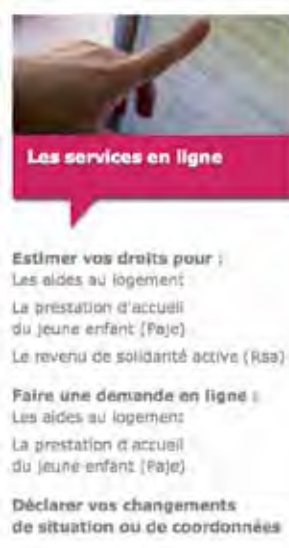 Les services en ligne
Estimer vos droits pour :
Les aides au logement
La prestation d'accueil
du jeune enfant (Paje)
Le revenu de solidarité active (Rsa)
Faire une demande en ligne :
Les aides au logement
La prestation d'accueil
du jeune enfant (Paje)
Déclarer vos changements
de situation ou de coordonnées